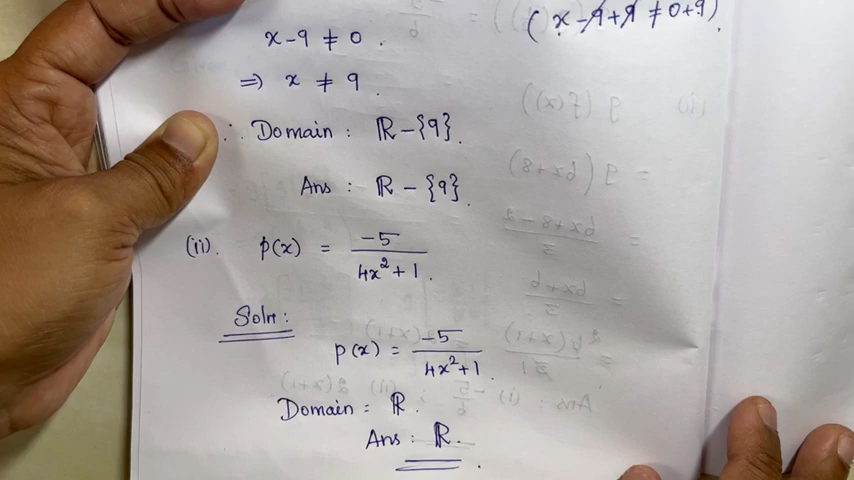 (x-9+9 ≠ 0+9).
x-9 ≠ 0.
⇒ x ≠ 9.
∴ Domain : ℝ-{9}.
Ans : ℝ-{9}.
(ii). p(x) = -5/(4x²+1).
Soln:
p(x) = -5/(4x²+1).
Domain = ℝ.
Ans : ℝ.